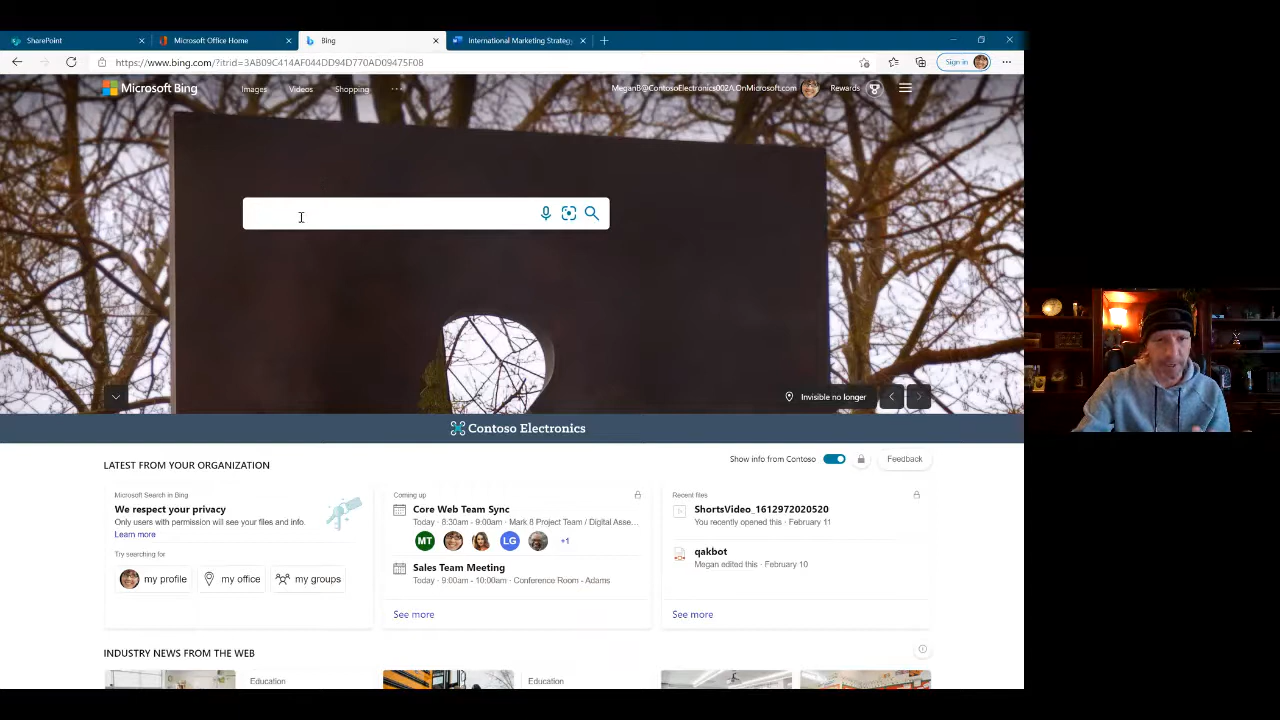 SharePoint
Microsoft Office Home
Bing
International Marketing Strateg
https://www.bing.com/?itrid=3AB09C414AF044DD94D770AD09475F08
Sign in
Microsoft Bing
Images
Videos
Shopping
MeganB@ContosoElectronics002A.OnMicrosoft.com
Rewards
Invisible no longer
Contoso Electronics
LATEST FROM YOUR ORGANIZATION
Show info from Contoso
Feedback
Microsoft Search in Bing
We respect your privacy
Only users with permission will see your files and info.
Learn more
Try searching for
my profile
my office
my groups
Coming up
Core Web Team Sync
Today · 8:30am - 9:00am · Mark 8 Project Team / Digital Asse...
MT
LG
+1
Sales Team Meeting
Today · 9:00am - 10:00am · Conference Room - Adams
See more
Recent files
ShortsVideo_1612972020520
You recently opened this · February 11
qakbot
Megan edited this · February 10
See more
INDUSTRY NEWS FROM THE WEB
Education
Education